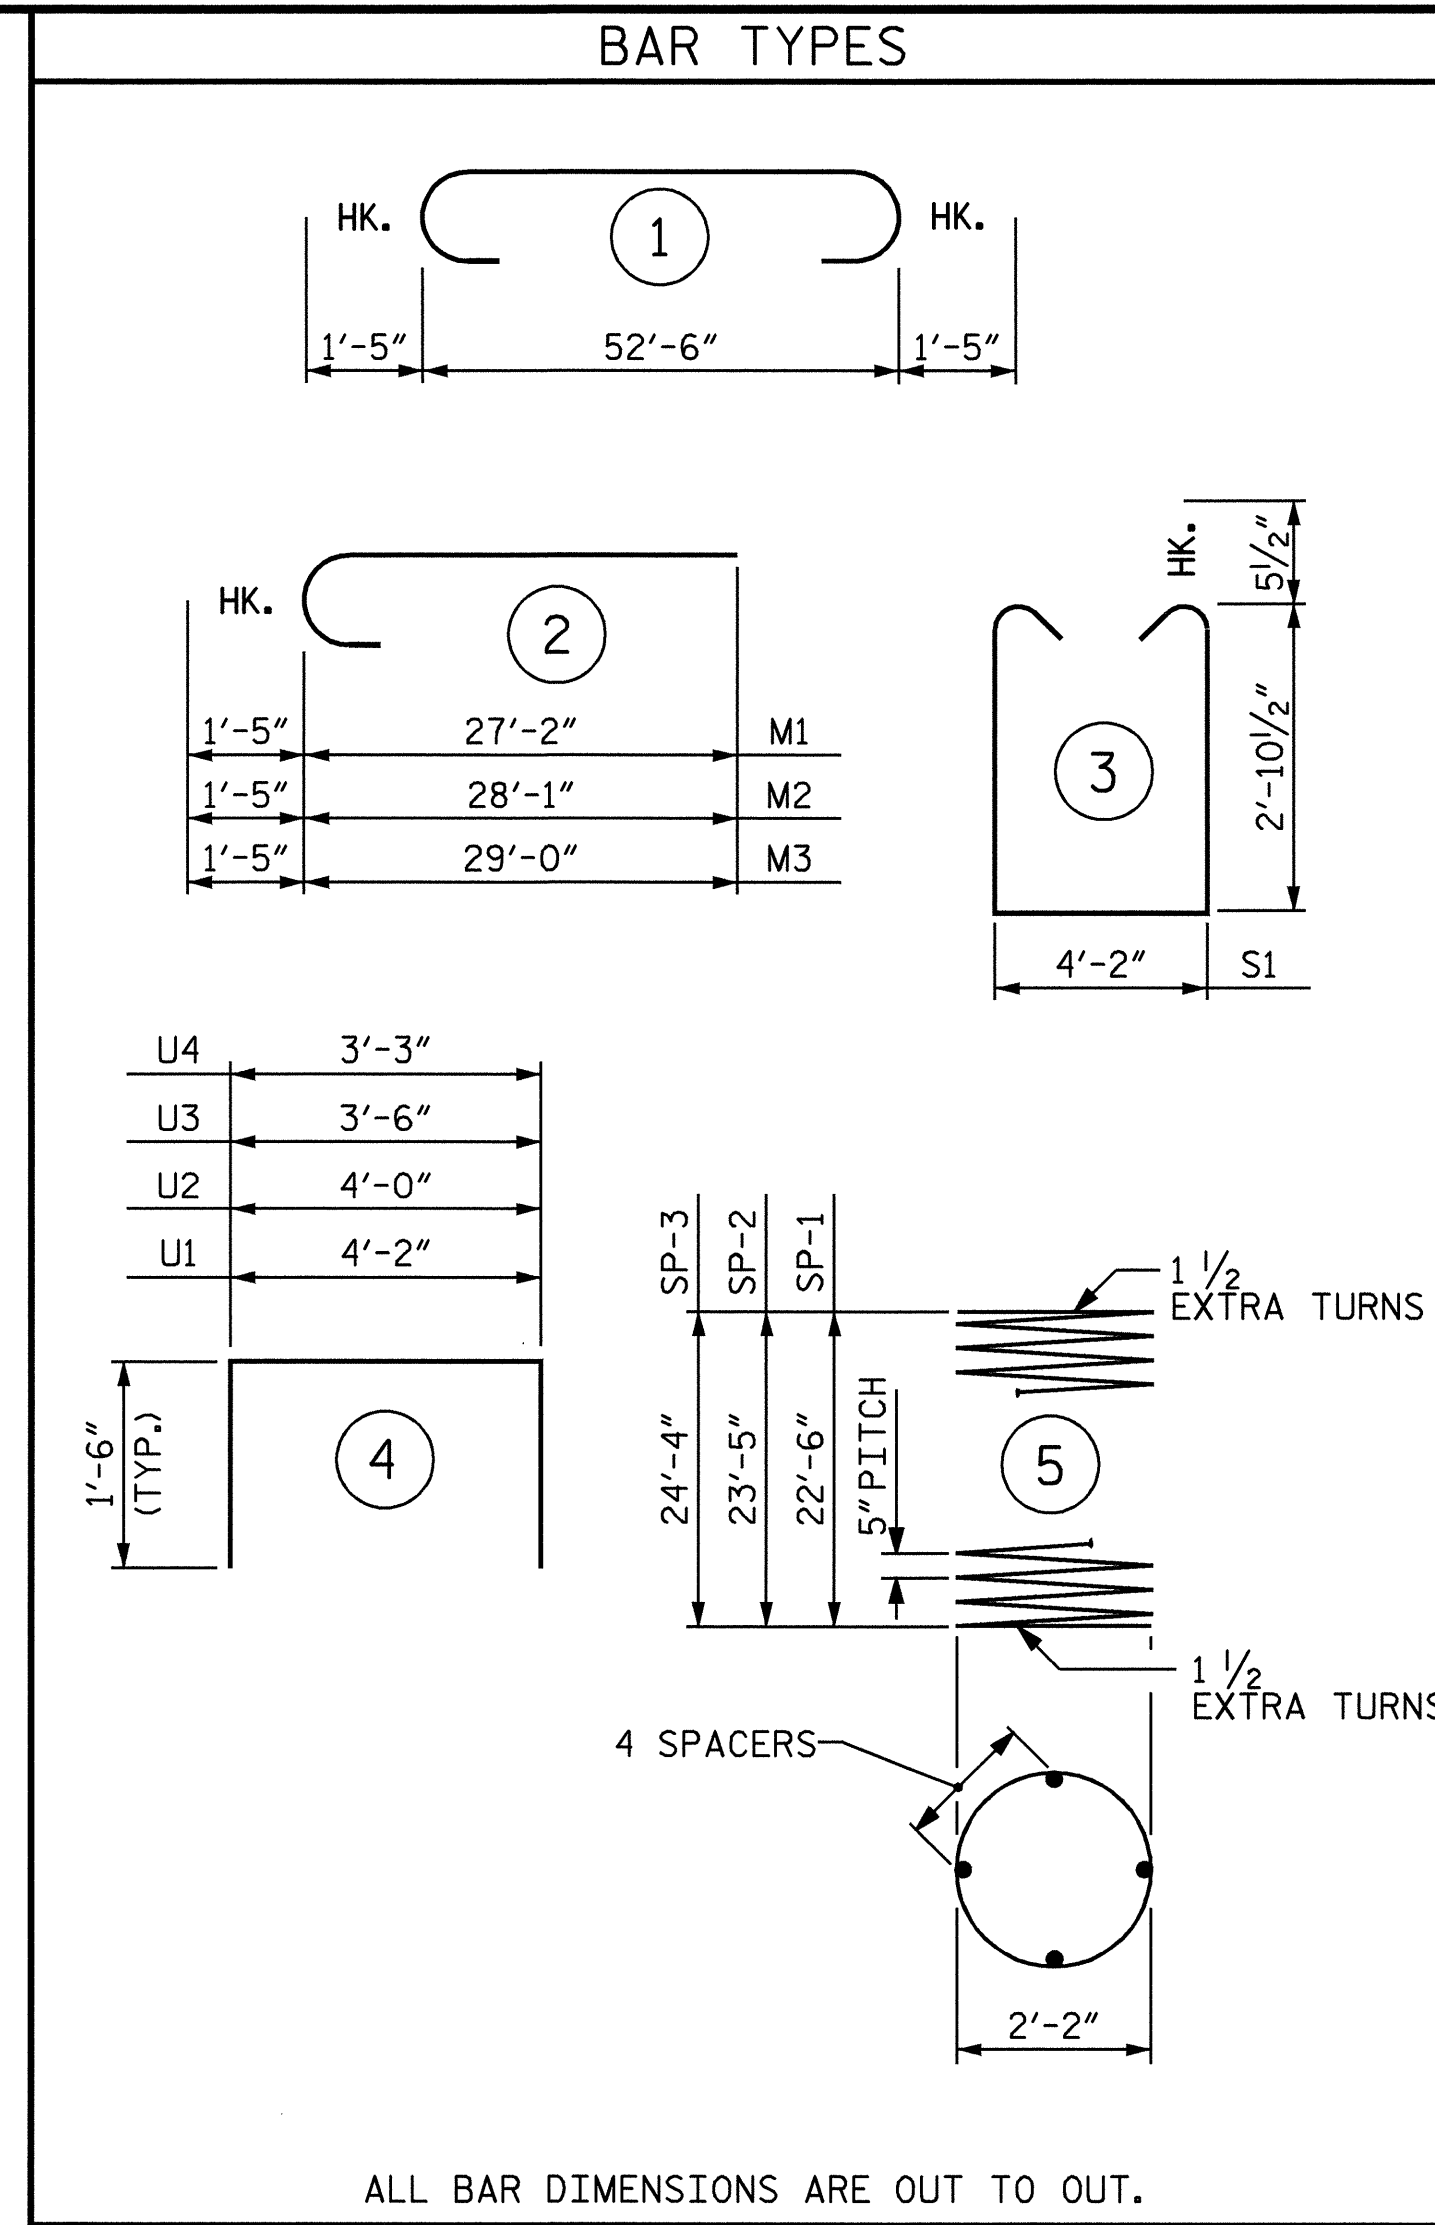 BAR TYPES
HK. 1 HK.
1'-5" 52'-6" 1'-5"
HK. 2
1'-5" 27'-2" M1
1'-5" 28'-1" M2
1'-5" 29'-0" M3
HK.
5 1/2"
2'-10 1/2"
3
4'-2" S1
U4 3'-3"
U3 3'-6"
U2 4'-0"
U1 4'-2"
1'-6"
(TYP.)
4
SP-3
SP-2
SP-1
24'-4"
23'-5"
22'-6"
5" PITCH
1 1/2
EXTRA TURNS
5
1 1/2
EXTRA TURNS
4 SPACERS
2'-2"
ALL BAR DIMENSIONS ARE OUT TO OUT.